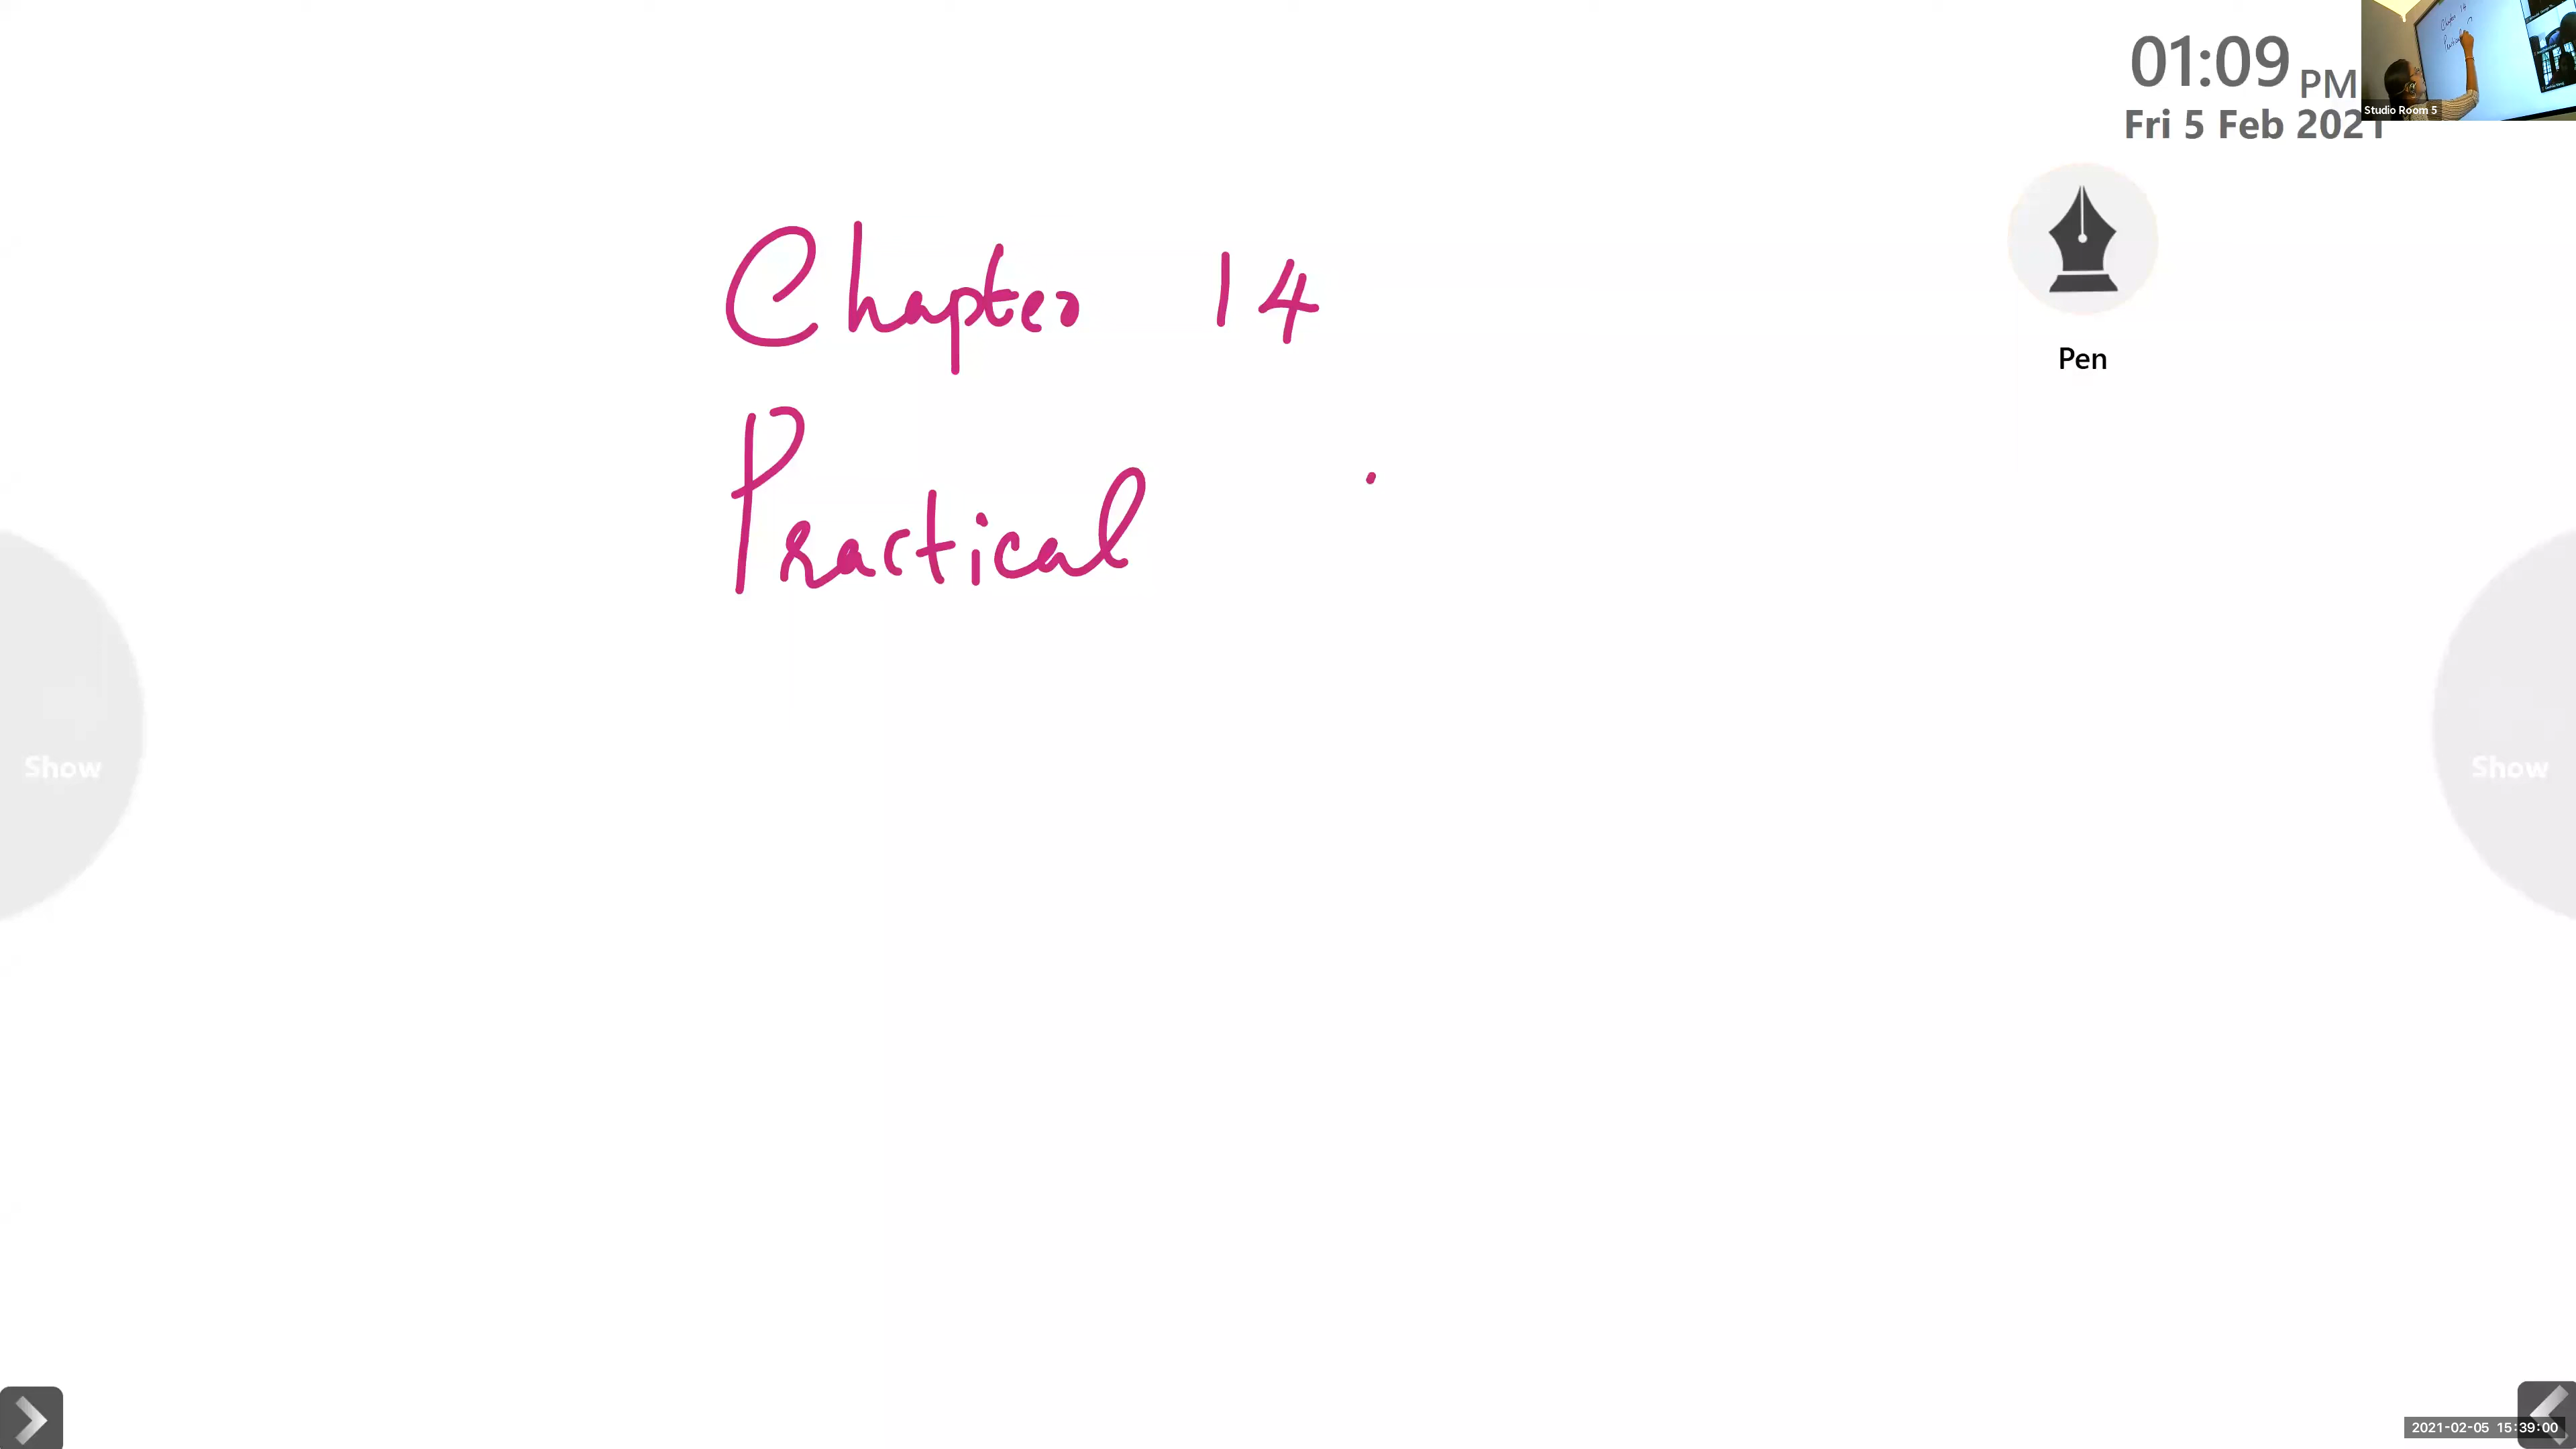 01:09 PM
Fri 5 Feb 2021
Studio Room 5
Chapter 14
Pen
Practical
Show
Show
2021-02-05 15:39:00